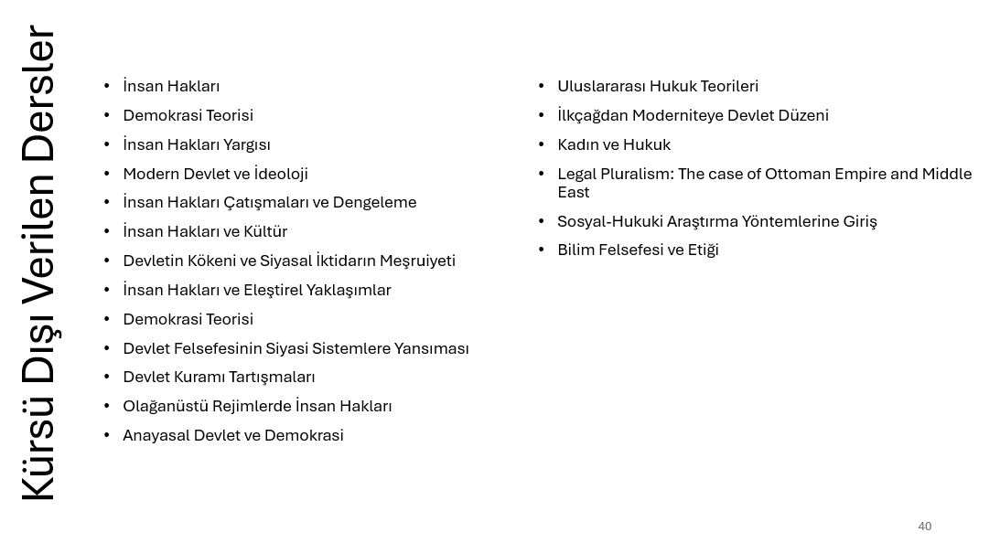 Kürsü Dışı Verilen Dersler
• İnsan Hakları
• Demokrasi Teorisi
• İnsan Hakları Yargısı
• Modern Devlet ve İdeoloji
• İnsan Hakları Çatışmaları ve Dengeleme
• İnsan Hakları ve Kültür
• Devletin Kökeni ve Siyasal İktidarın Meşruiyeti
• İnsan Hakları ve Eleştirel Yaklaşımlar
• Demokrasi Teorisi
• Devlet Felsefesinin Siyasi Sistemlere Yansıması
• Devlet Kuramı Tartışmaları
• Olağanüstü Rejimlerde İnsan Hakları
• Anayasal Devlet ve Demokrasi
• Uluslararası Hukuk Teorileri
• İlkçağdan Moderniteye Devlet Düzeni
• Kadın ve Hukuk
• Legal Pluralism: The case of Ottoman Empire and Middle
East
• Sosyal-Hukuki Araştırma Yöntemlerine Giriş
• Bilim Felsefesi ve Etiği
40